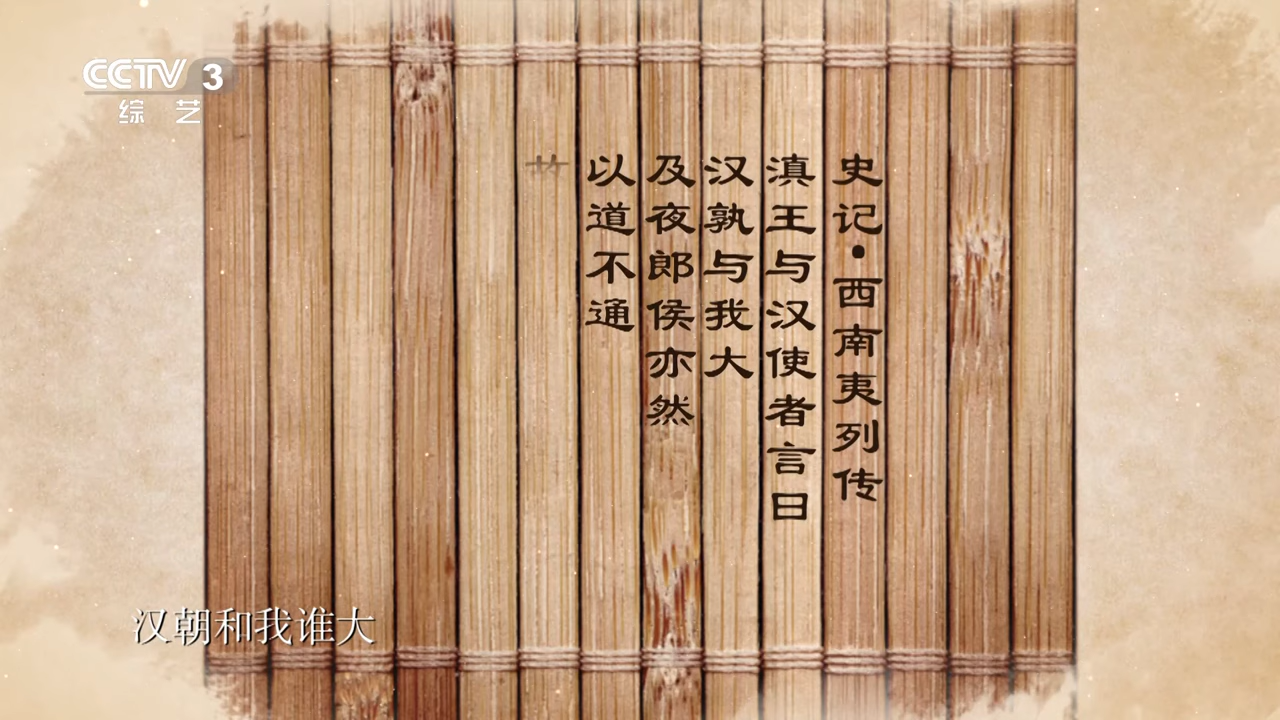 CCTV 3
综艺
史记·西南夷列传
滇王与汉使者言曰
汉孰与我大
及夜郎侯亦然
以道不通
汉朝和我谁大